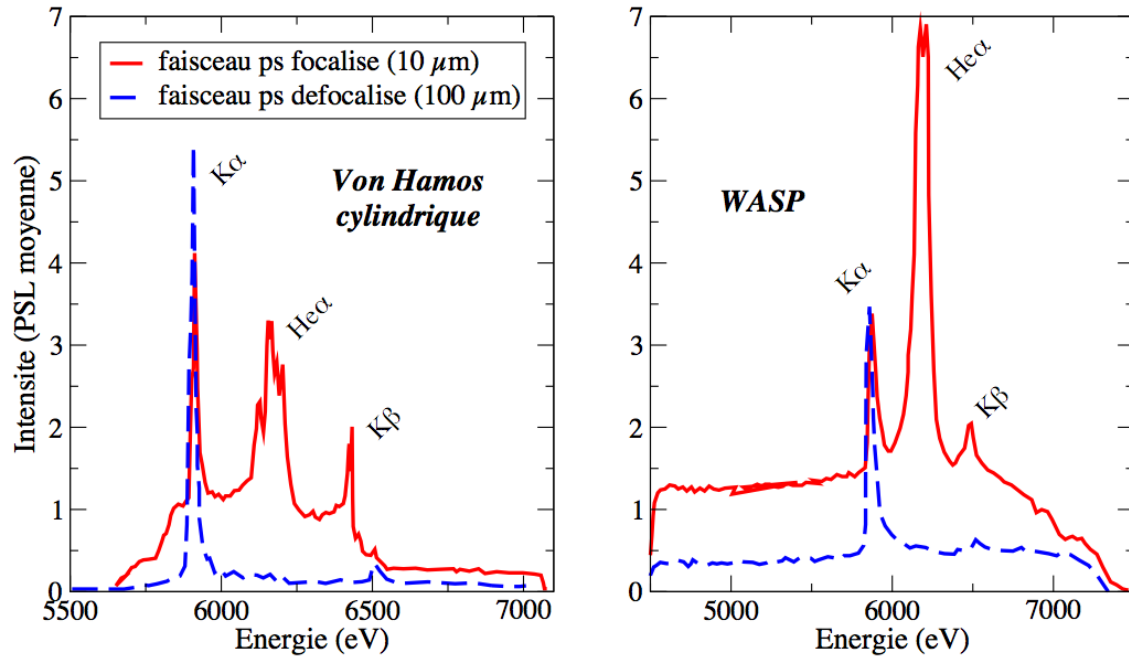 7
6
5
4
3
2
1
0
Intensite (PSL moyenne)
faisceau ps focalise (10 µm)
faisceau ps defocalise (100 µm)
Kα
Heα
Kβ
Von Hamos
cylindrique
5500 6000 6500 7000
Energie (eV)
7
6
5
4
3
2
1
0
WASP
Kα
Heα
Kβ
5000 6000 7000
Energie (eV)